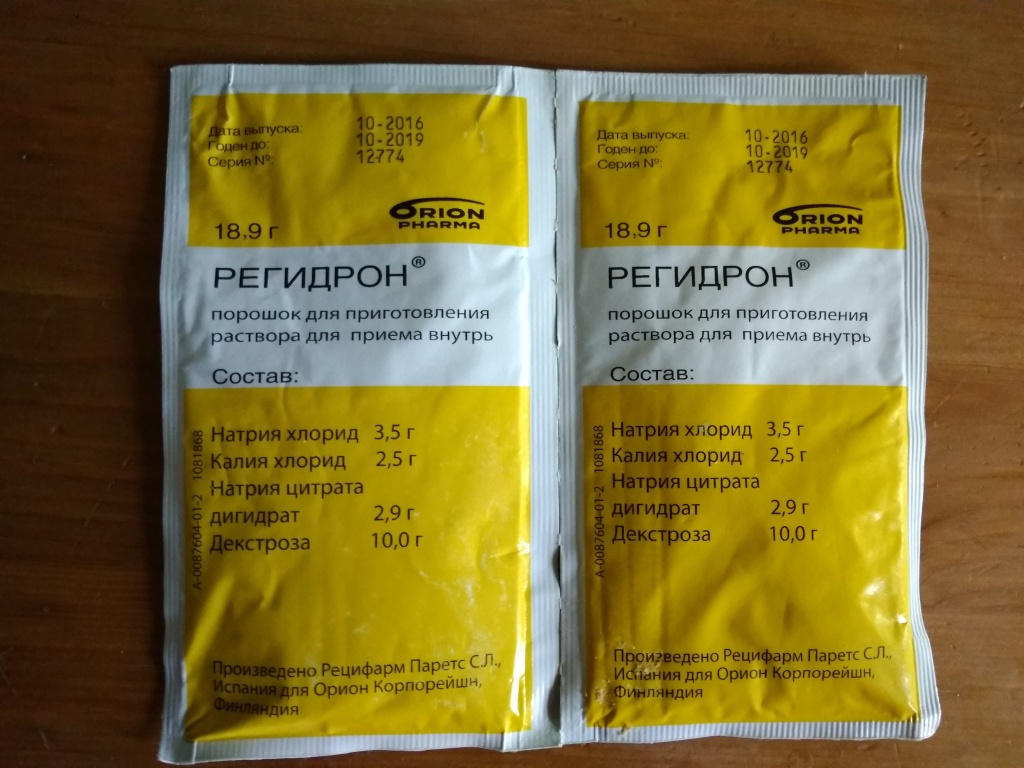 Дата выпуска: 10-2016
Годен до: 10-2019
Серия №: 12774
18,9 г
ORION
PHARMA
РЕГИДРОН®
порошок для приготовления
раствора для приема внутрь
Состав:
Натрия хлорид 3,5 г
Калия хлорид 2,5 г
Натрия цитрата
дигидрат 2,9 г
Декстроза 10,0 г
А-0087604-01-2 1081868
Произведено Рецифарм Паретс С.Л.,
Испания для Орион Корпорейшн,
Финляндия
Дата выпуска: 10-2016
Годен до: 10-2019
Серия №: 12774
18,9 г
ORION
PHARMA
РЕГИДРОН®
порошок для приготовления
раствора для приема внутрь
Состав:
Натрия хлорид 3,5 г
Калия хлорид 2,5 г
Натрия цитрата
дигидрат 2,9 г
Декстроза 10,0 г
А-0087604-01-2 1081868
Произведено Рецифарм Паретс С.Л.,
Испания для Орион Корпорейшн,
Финляндия